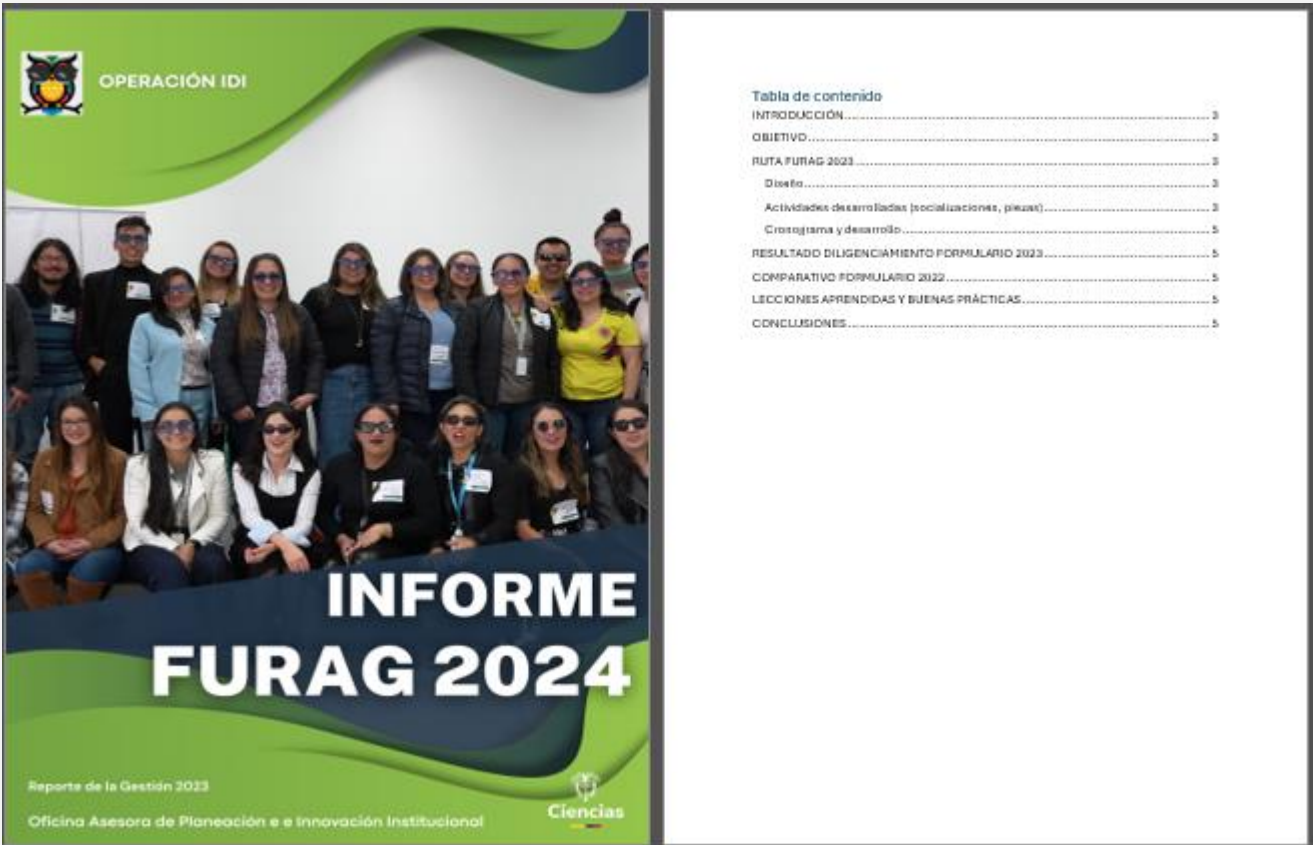 OPERACIÓN IDI
INFORME
FURAG 2024
Reporte de la Gestión 2023
Oficina Asesora de Planeación e e Innovación Institucional
Ciencias
Tabla de contenido
INTRODUCCIÓN 3
OBJETIVO 3
RUTA FURAG 2023 3
Diseño 3
Actividades desarrolladas (socializaciones, piezas) 3
Cronograma y desarrollo 5
RESULTADO DILIGENCIAMIENTO FORMULARIO 2023 5
COMPARATIVO FORMULARIO 2022 5
LECCIONES APRENDIDAS Y BUENAS PRÁCTICAS 5
CONCLUSIONES 5